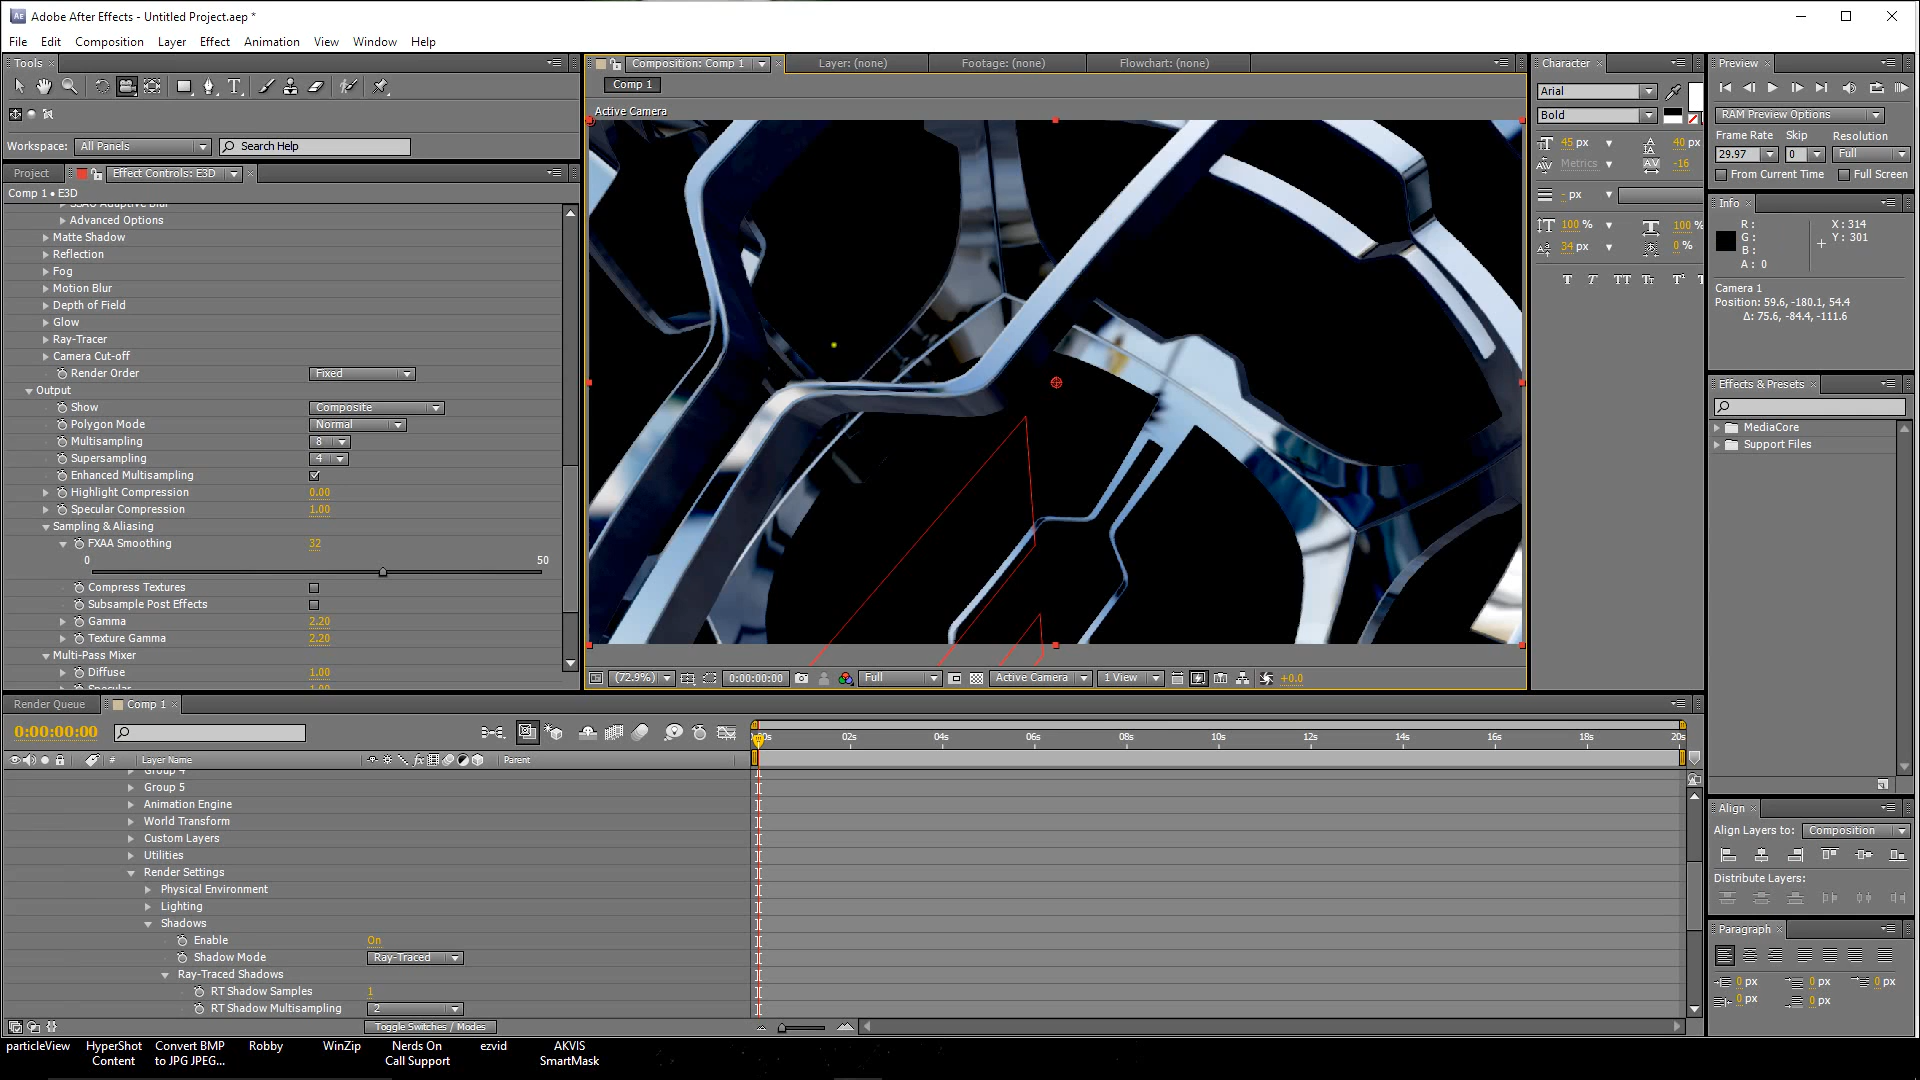 Adobe After Effects - Untitled Project.aep *
File Edit Composition Layer Effect Animation View Window Help
Tools
Workspace: All Panels Search Help
Project Effect Controls: E3D
Comp 1 • E3D
SSAO Adaptive Blur
Advanced Options
Matte Shadow
Reflection
Fog
Motion Blur
Depth of Field
Glow
Ray-Tracer
Camera Cut-off
Render Order Fixed
Output
Show Composite
Polygon Mode Normal
Multisampling 8
Supersampling 4
Enhanced Multisampling
Highlight Compression 0.00
Specular Compression 1.00
Sampling & Aliasing
FXAA Smoothing 32
0 50
Compress Textures
Subsample Post Effects
Gamma 2.20
Texture Gamma 2.20
Multi-Pass Mixer
Diffuse 1.00
Specular 1.00
Composition: Comp 1 Layer: (none) Footage: (none) Flowchart: (none)
Comp 1
Active Camera
(72.9%) 0:00:00:00 Full Active Camera 1 View +0.0
Character
Arial
Bold
45 px 40 px
Metrics AV -16
- px
100 % 100 %
34 px 0 %
T T TT Tr T¹
Preview
RAM Preview Options
Frame Rate Skip Resolution
29.97 0 Full
From Current Time Full Screen
Info
R: X: 314
G: Y: 301
B:
A: 0
Camera 1
Position: 59.6, -180.1, 54.4
Δ: 75.6, -84.4, -111.6
Effects & Presets
MediaCore
Support Files
Align
Align Layers to: Composition
Distribute Layers:
Paragraph
0 px 0 px 0 px
0 px 0 px
Render Queue Comp 1
0:00:00:00
02s 04s 06s 08s 10s 12s 14s 16s 18s 20s
# Layer Name Parent
Group 4
Group 5
Animation Engine
World Transform
Custom Layers
Utilities
Render Settings
Physical Environment
Lighting
Shadows
Enable On
Shadow Mode Ray-Traced
Ray-Traced Shadows
RT Shadow Samples 1
RT Shadow Multisampling 2
Toggle Switches / Modes
particleView HyperShot Convert BMP Robby WinZip Nerds On ezvid AKVIS
Content to JPG JPEG... Call Support SmartMask